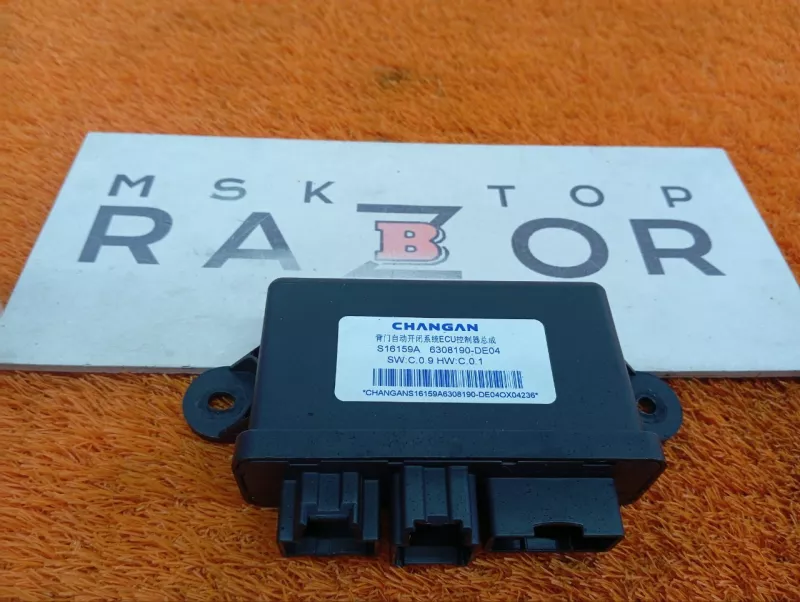 MSK TOP
RAZOR
B
CHANGAN
背门自动开闭系统ECU控制器总成
S16159A 6308190-DE04
SW:C.0.9 HW:C.0.1
*CHANGANS16159A6308190-DE04OX04236*